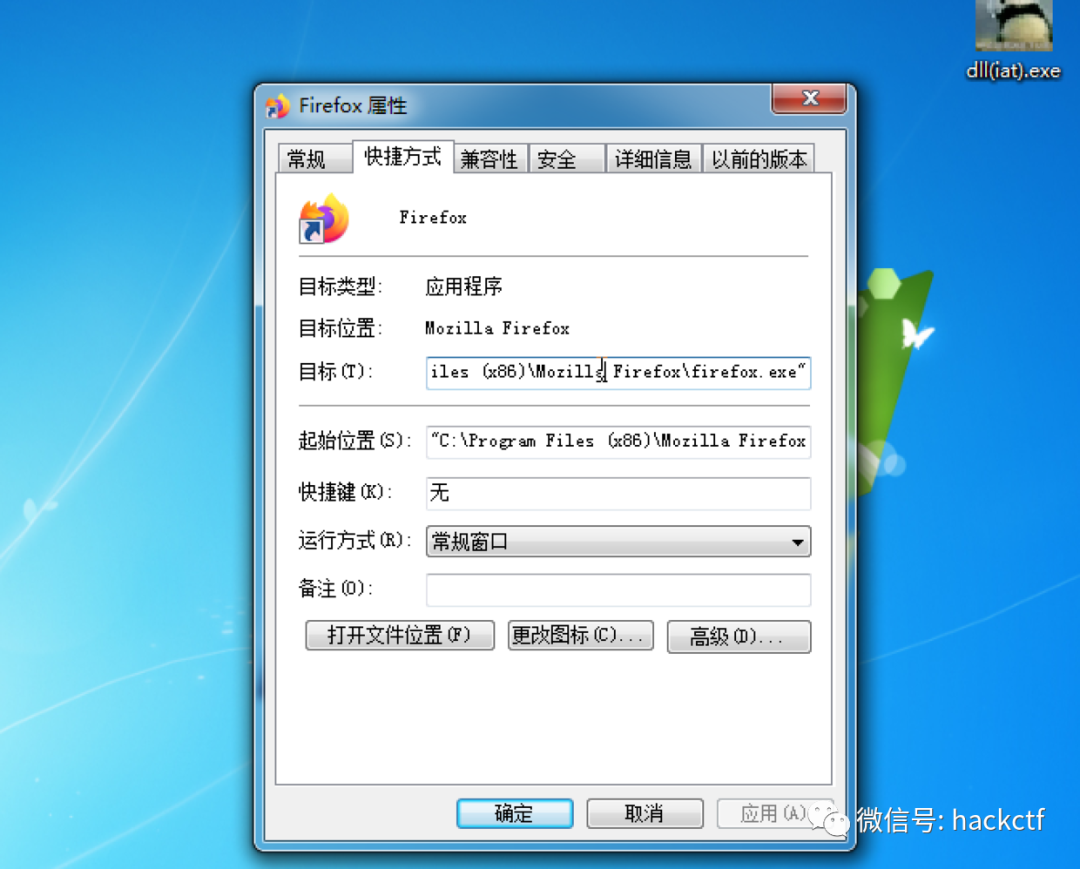 dll(iat).exe
Firefox 属性
常规 快捷方式 兼容性 安全 详细信息 以前的版本
Firefox
目标类型: 应用程序
目标位置: Mozilla Firefox
目标(T): iles (x86)\Mozilla Firefox\firefox.exe"
起始位置(S): "C:\Program Files (x86)\Mozilla Firefox
快捷键(K): 无
运行方式(R): 常规窗口
备注(O):
打开文件位置(F) 更改图标(C)... 高级(D)...
确定 取消 应用(A)
微信号: hackctf